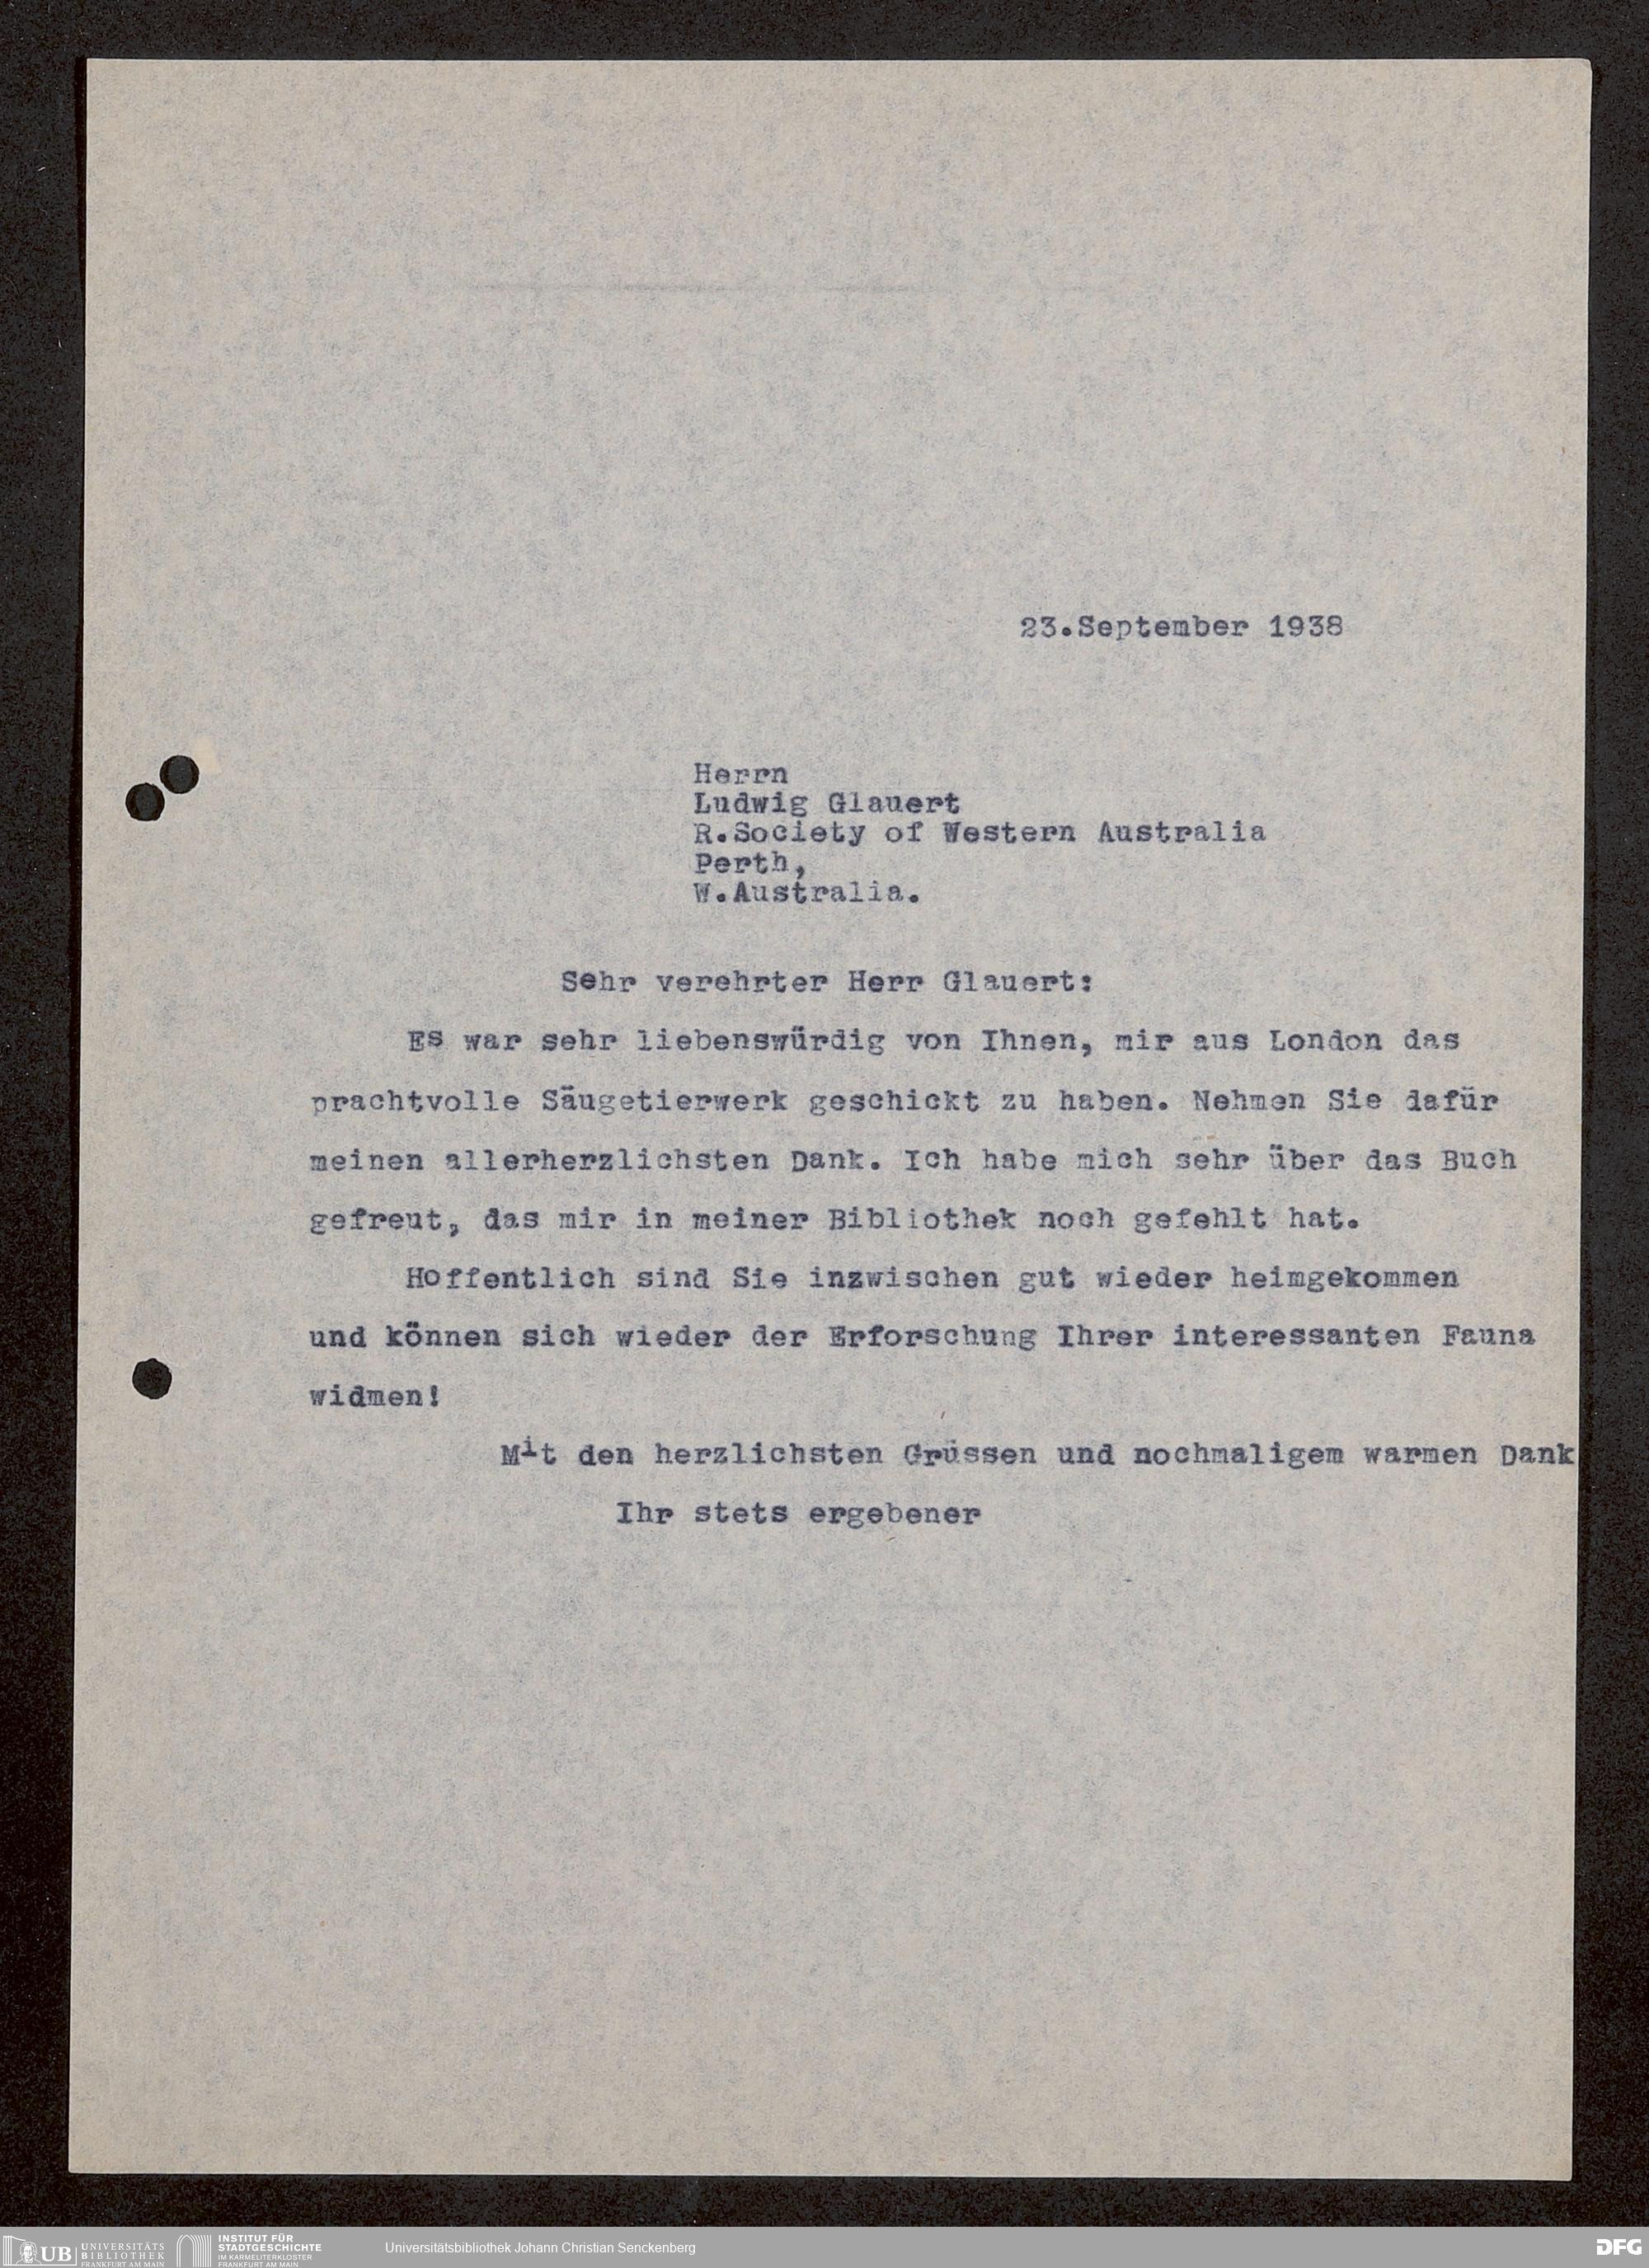 23.September 1938
Herrn
Ludwig Glauert
R.Society of Western Australia
Perth,
W.Australia.
Sehr verehrter Herr Glauert:
Es war sehr liebenswürdig von Ihnen, mir aus London das
prachtvolle Säugetierwerk geschickt zu haben. Nehmen Sie dafür
meinen allerherzlichsten Dank. Ich habe mich sehr über das Buch
gefreut, das mir in meiner Bibliothek noch gefehlt hat.
Hoffentlich sind Sie inzwischen gut wieder heimgekommen
und können sich wieder der Erforschung Ihrer interessanten Fauna
widmen!
Mit den herzlichsten Grüssen und nochmaligem warmen Dank
Ihr stets ergebener
UB UNIVERSITÄTS
BIBLIOTHEK
FRANKFURT AM MAIN
INSTITUT FÜR
STADTGESCHICHTE
IM KARMELITERKLOSTER
FRANKFURT AM MAIN
Universitätsbibliothek Johann Christian Senckenberg
DFG